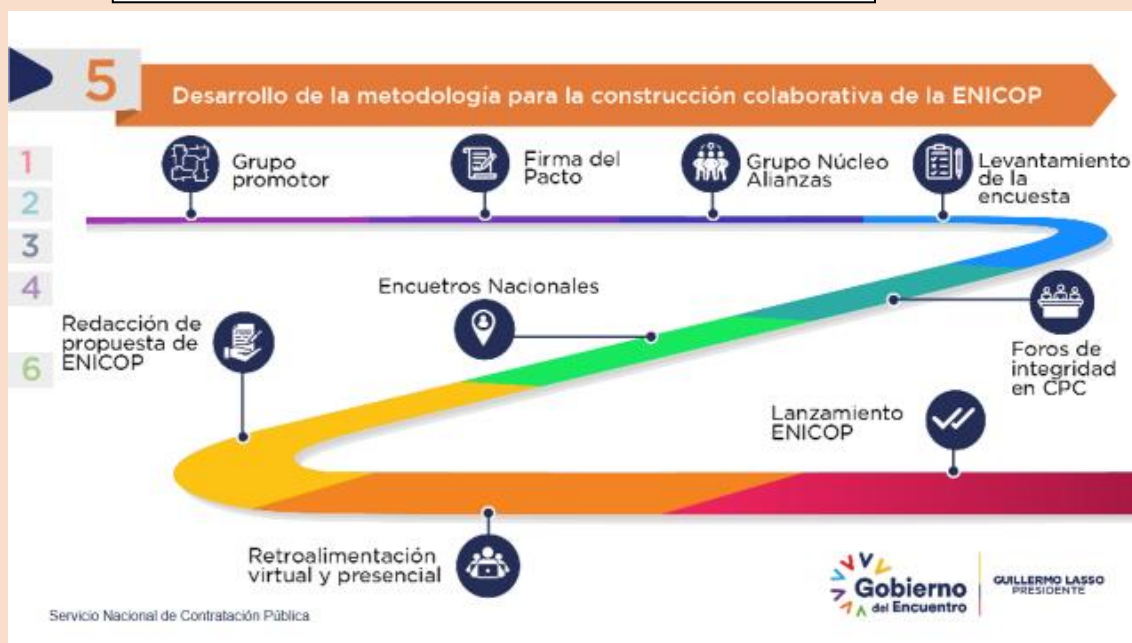 5
Desarrollo de la metodología para la construcción colaborativa de la ENICOP
1
2
3
4
6
Grupo
promotor
Firma del
Pacto
Grupo Núcleo
Alianzas
Levantamiento
de la
encuesta
Foros de
integridad
en CPC
Encuetros Nacionales
Redacción de
propuesta de
ENICOP
Retroalimentación
virtual y presencial
Lanzamiento
ENICOP
Servicio Nacional de Contratación Pública
Gobierno
del Encuentro
GUILLERMO LASSO
PRESIDENTE